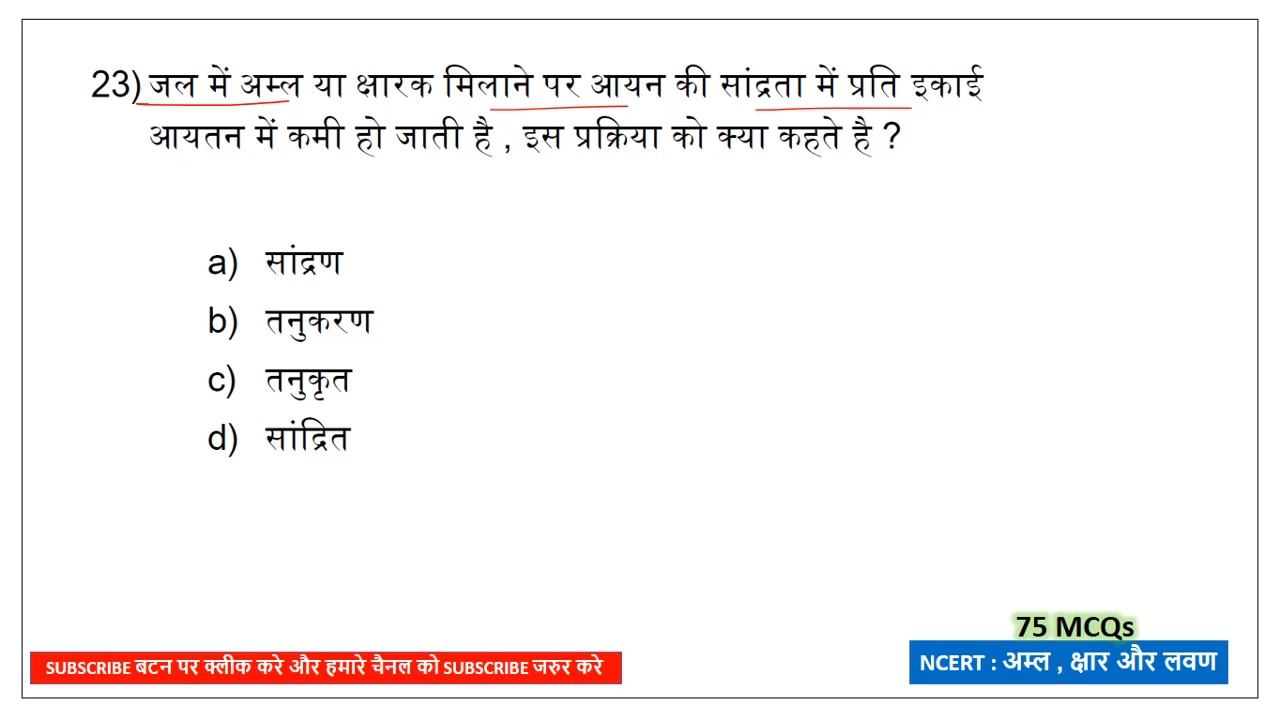 23) जल में अम्ल या क्षारक मिलाने पर आयन की सांद्रता में प्रति इकाई
आयतन में कमी हो जाती है , इस प्रक्रिया को क्या कहते है ?
a) सांद्रण
b) तनुकरण
c) तनुकृत
d) सांद्रित
75 MCQs
SUBSCRIBE बटन पर क्लीक करे और हमारे चैनल को SUBSCRIBE जरुर करे
NCERT : अम्ल , क्षार और लवण